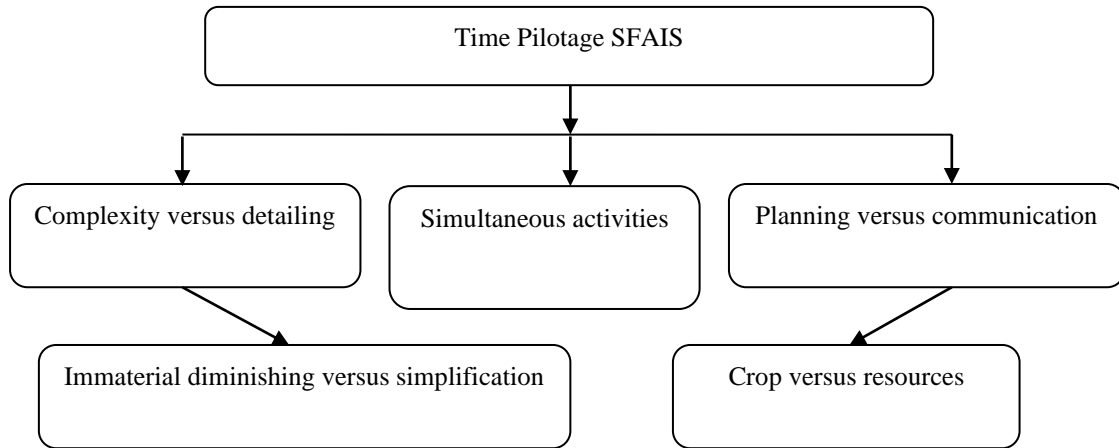 Time Pilotage SFAIS
Complexity versus detailing
Simultaneous activities
Planning versus communication
Immaterial diminishing versus simplification
Crop versus resources